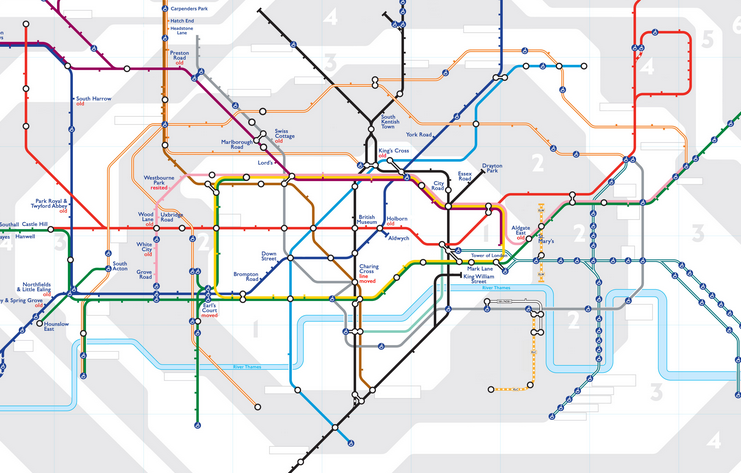 Carpenders Park
Hatch End
Headstone
Lane
Preston
Road
old
South Harrow
old
Swiss
Cottage
old
Marlborough
Road
Lord's
South
Kentish
Town
York Road
King's Cross
old
Essex
Road
Drayton
Park
City
Road
Westbourne
Park
resited
Wood
Lane
old
Uxbridge
Road
Park Royal &
Twyford Abbey
old
Southall
Castle Hill
Hanwell
British
Museum
Holborn
old
Aldwych
Aldgate
East
old
St
Mary's
White
City
old
Down
Street
Tower of London
Mark Lane
King William
Street
South
Acton
Grove
Road
Brompton
Road
Charing
Cross
line
moved
Northfields
& Little Ealing
old
y & Spring Grove
old
Earl's
Court
moved
Hounslow
East
River Thames
River Thames
4
5
4
3
2
4
3
2
1
2
3
1
2
3
3
4